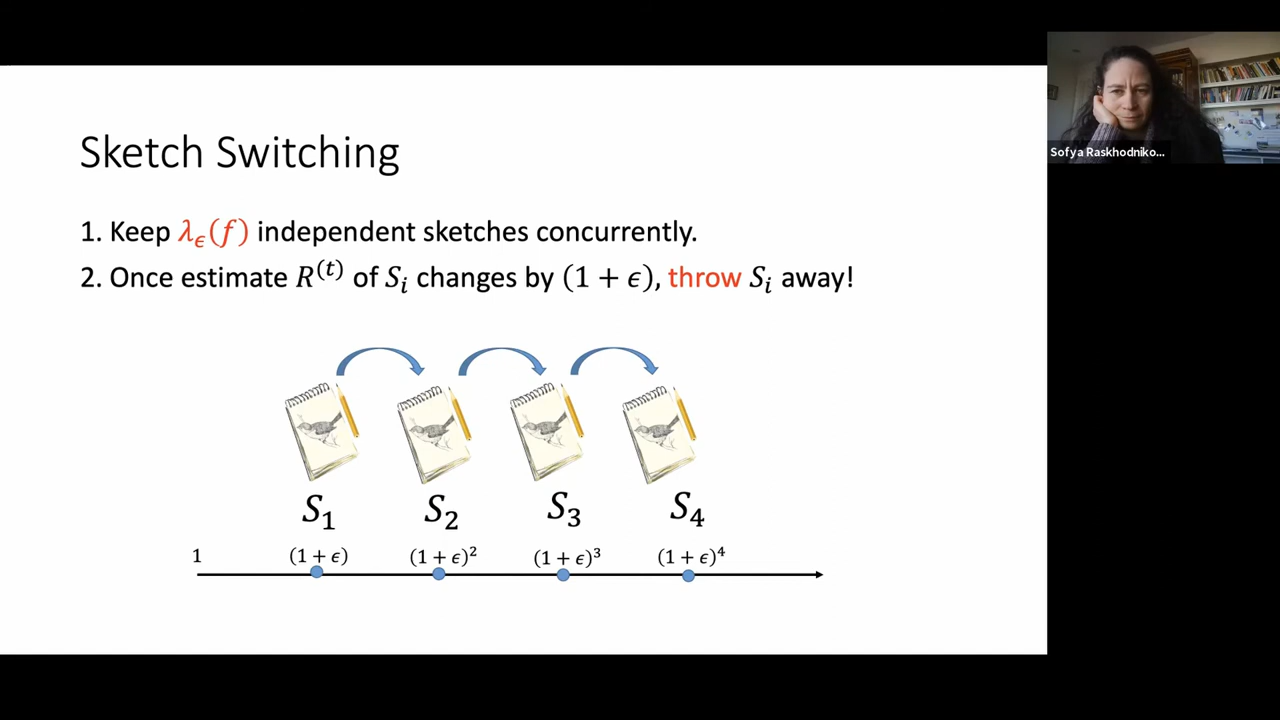 Sketch Switching
1. Keep λ_ϵ(f) independent sketches concurrently.
2. Once estimate R^(t) of S_i changes by (1 + ϵ), throw S_i away!
S_1 S_2 S_3 S_4
1 (1 + ϵ) (1 + ϵ)^2 (1 + ϵ)^3 (1 + ϵ)^4
Sofya Raskhodniko...